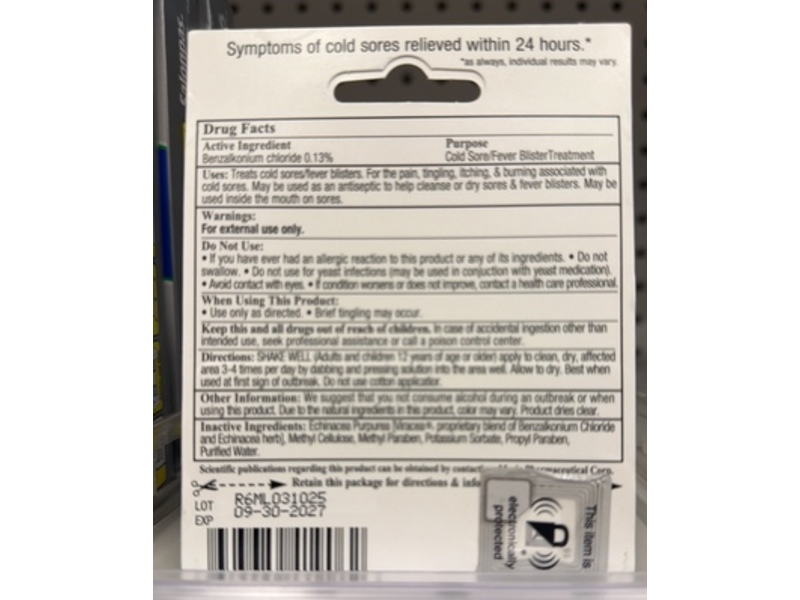 Symptoms of cold sores relieved within 24 hours.*
*as always, individual results may vary.
Drug Facts
Active Ingredient Purpose
Benzalkonium chloride 0.13% Cold Sore/Fever BlisterTreatment
Uses: Treats cold sores/fever blisters. For the pain, tingling, itching, & burning associated with
cold sores. May be used as an antiseptic to help cleanse or dry sores & fever blisters. May be
used inside the mouth on sores.
Warnings:
For external use only.
Do Not Use:
• If you have ever had an allergic reaction to this product or any of its ingredients. • Do not
swallow. • Do not use for yeast infections (may be used in conjuction with yeast medication).
• Avoid contact with eyes. • If condition worsens or does not improve, contact a health care professional.
When Using This Product:
• Use only as directed. • Brief tingling may occur.
Keep this and all drugs out of reach of children. In case of accidental ingestion other than
intended use, seek professional assistance or call a poison control center.
Directions: SHAKE WELL (Adults and children 12 years of age or older) apply to clean, dry, affected
area 3-4 times per day by dabbing and pressing solution into the area well. Allow to dry. Best when
used at first sign of outbreak. Do not use cotton applicator.
Other Information: We suggest that you not consume alcohol during an outbreak or when
using this product. Due to the natural ingredients in this product, color may vary. Product dries clear.
Inactive Ingredients: Echinacea Purpurea [Viracea®, proprietary blend of Benzalkonium Chloride
and Echinacea herb], Methyl Cellulose, Methyl Paraben, Potassium Sorbate, Propyl Paraben,
Purified Water.
Scientific publications regarding this product can be obtained by Pharmaceutical Corp.
Retain this package for directions &
LOT R6ML031025
EXP 09-30-2027
This item is
electronically
protected